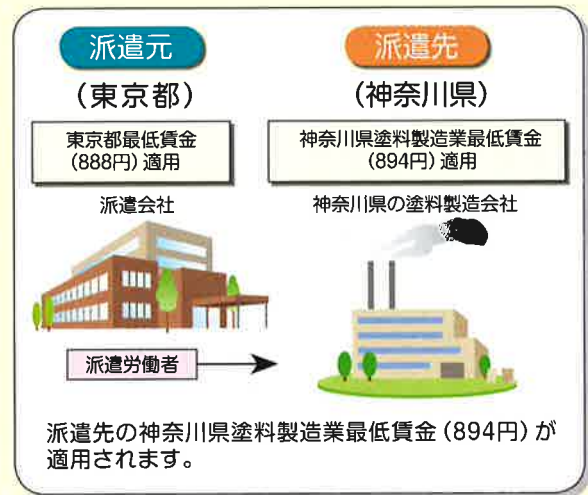 派遣元
派遣先
(東京都)
(神奈川県)
東京都最低賃金
(888円)適用
神奈川県塗料製造業最低賃金
(894円)適用
派遣会社
神奈川県の塗料製造会社
派遣労働者
派遣先の神奈川県塗料製造業最低賃金(894円)が
適用されます。